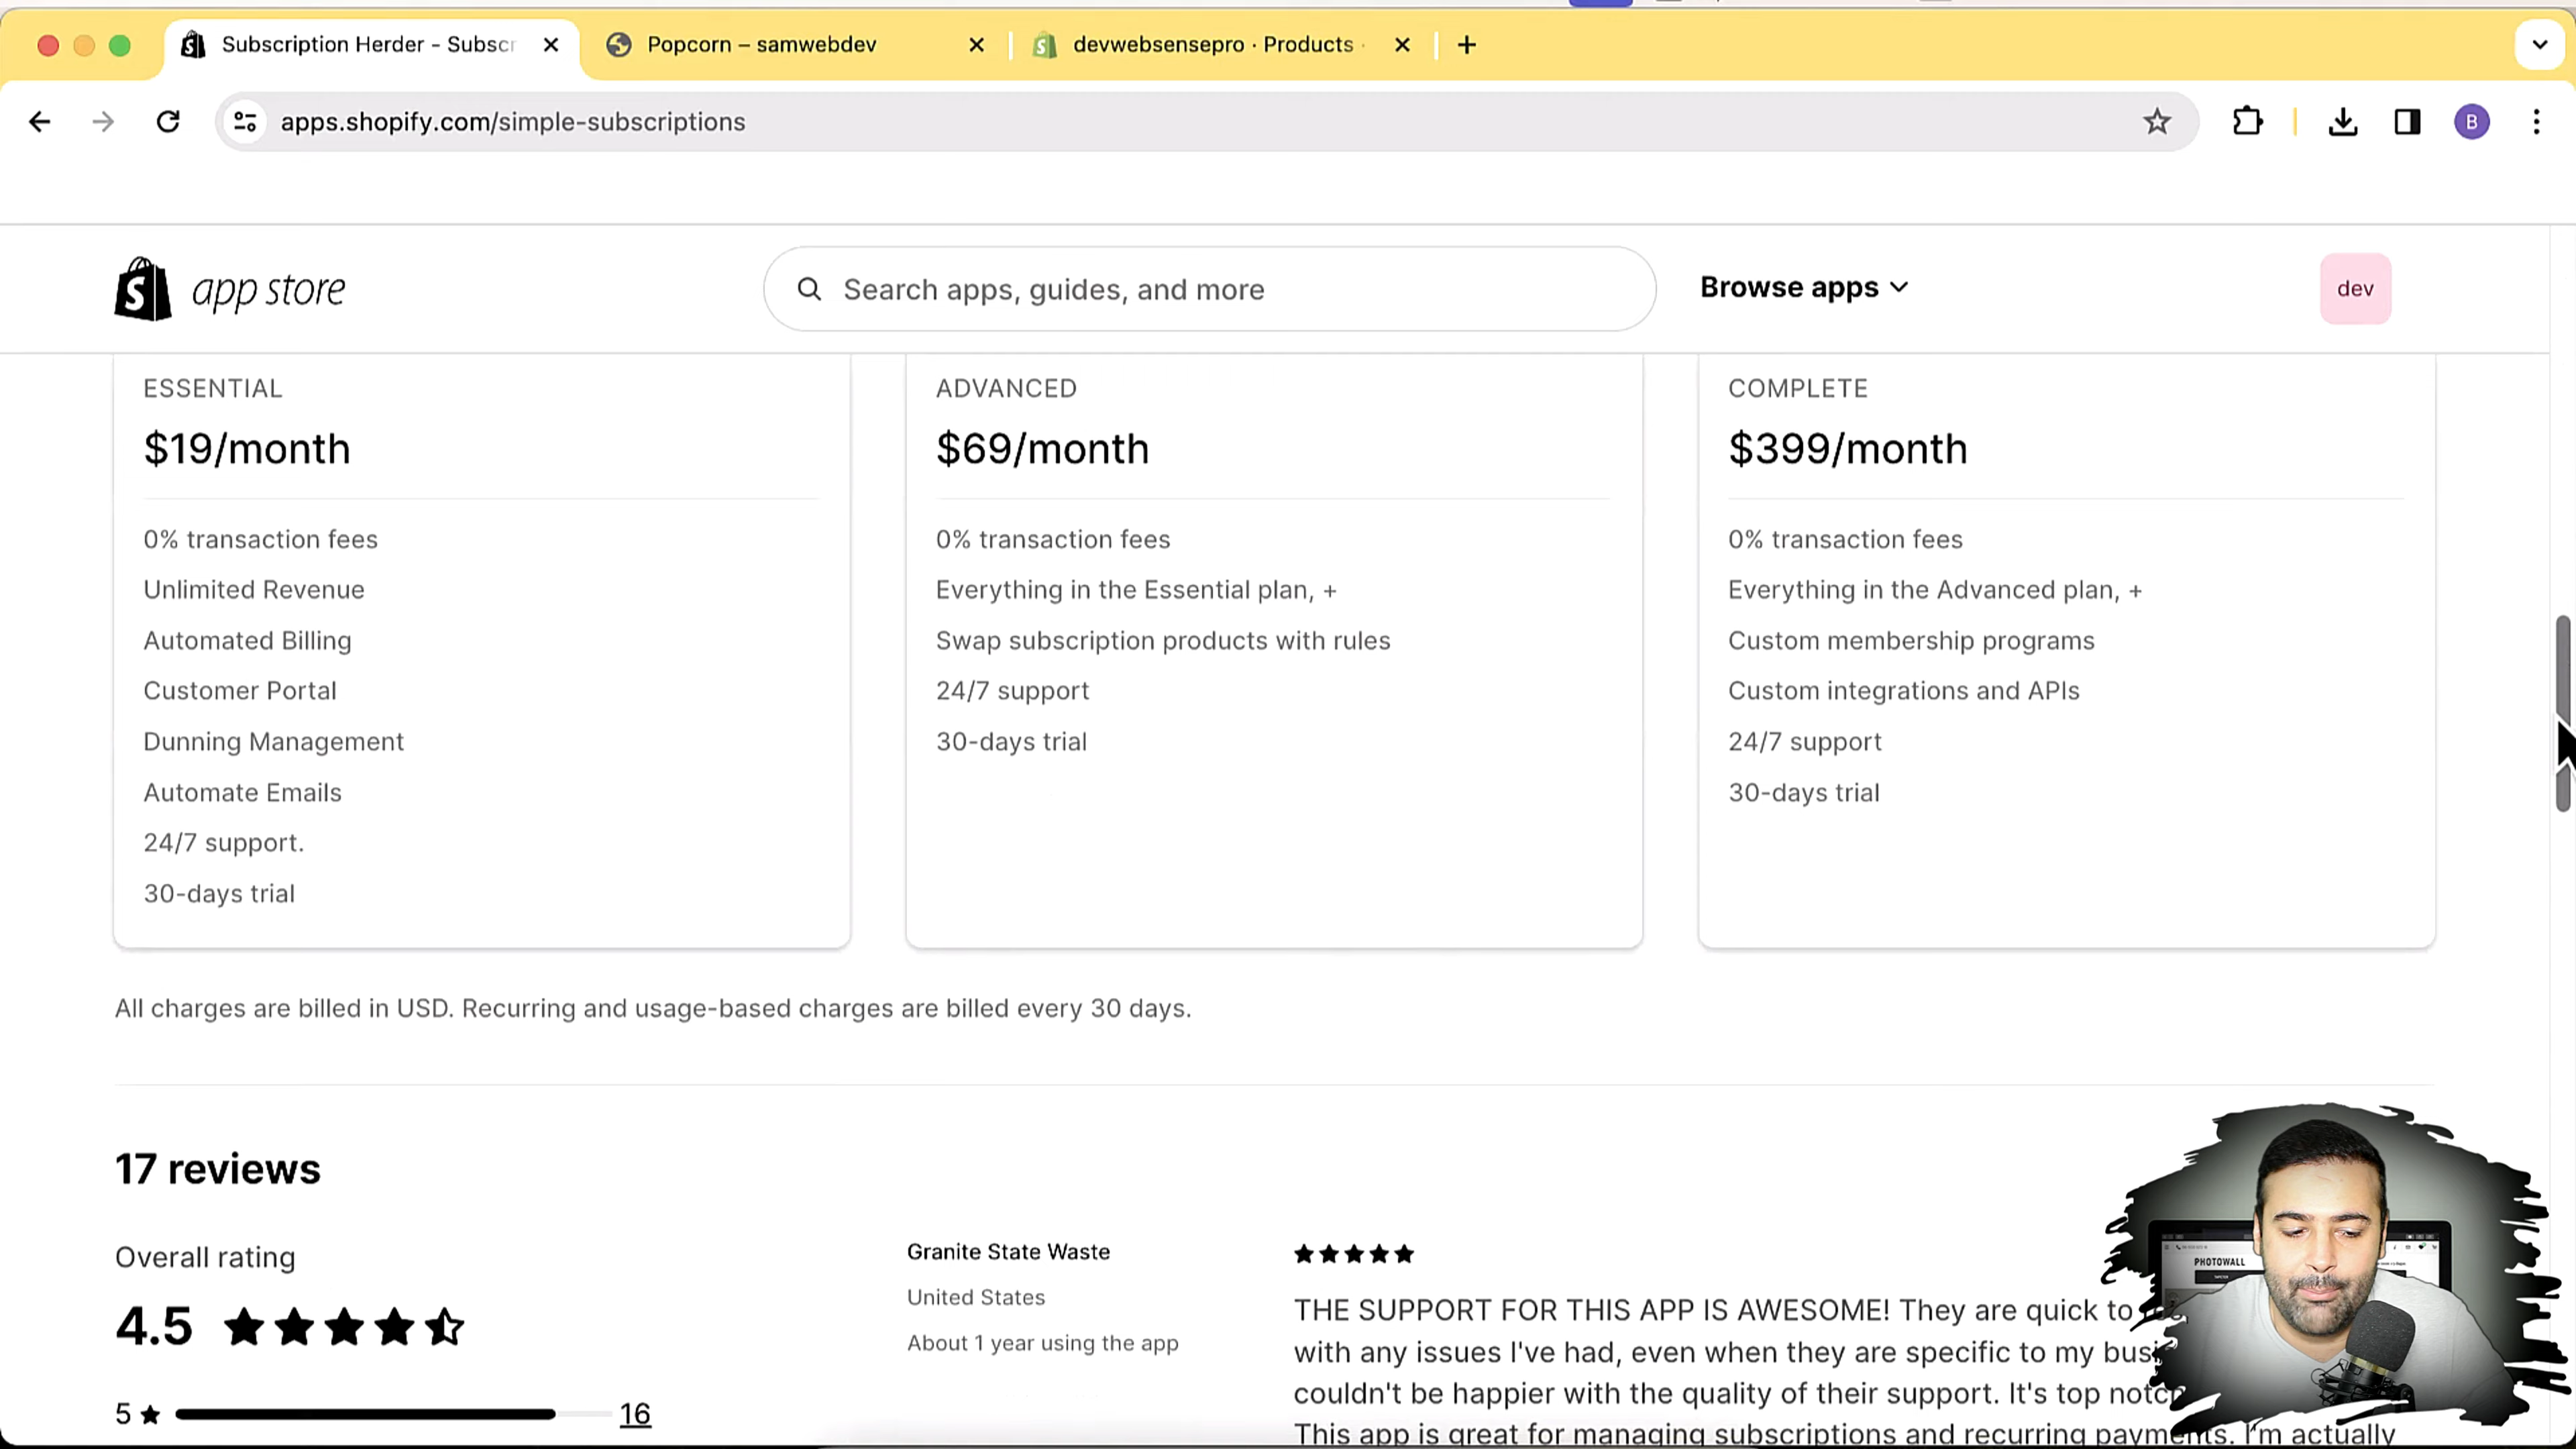 Subscription Herder - Subscr
Popcorn – samwebdev
devwebsensepro · Products ·
apps.shopify.com/simple-subscriptions
B
app store
Search apps, guides, and more
Browse apps
dev
ESSENTIAL
$19/month
0% transaction fees
Unlimited Revenue
Automated Billing
Customer Portal
Dunning Management
Automate Emails
24/7 support.
30-days trial
ADVANCED
$69/month
0% transaction fees
Everything in the Essential plan, +
Swap subscription products with rules
24/7 support
30-days trial
COMPLETE
$399/month
0% transaction fees
Everything in the Advanced plan, +
Custom membership programs
Custom integrations and APIs
24/7 support
30-days trial
All charges are billed in USD. Recurring and usage-based charges are billed every 30 days.
17 reviews
Overall rating
4.5
5
16
Granite State Waste
United States
About 1 year using the app
THE SUPPORT FOR THIS APP IS AWESOME! They are quick to
with any issues I've had, even when they are specific to my
couldn't be happier with the quality of their support. It's top
This app is great for managing subscriptions and recurring payments. I'm actually
PHOTOWALL